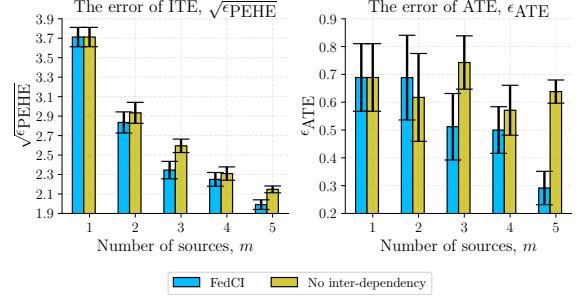 The error of ITE, √ϵPEHE
3.9
3.7
3.5
3.3
3.1
2.9
2.7
2.5
2.3
2.1
1.9
√ϵPEHE
1 2 3 4 5
Number of sources, m
The error of ATE, ϵATE
0.9
0.8
0.7
0.6
0.5
0.4
0.3
0.2
ϵATE
1 2 3 4 5
Number of sources, m
FedCI No inter-dependency